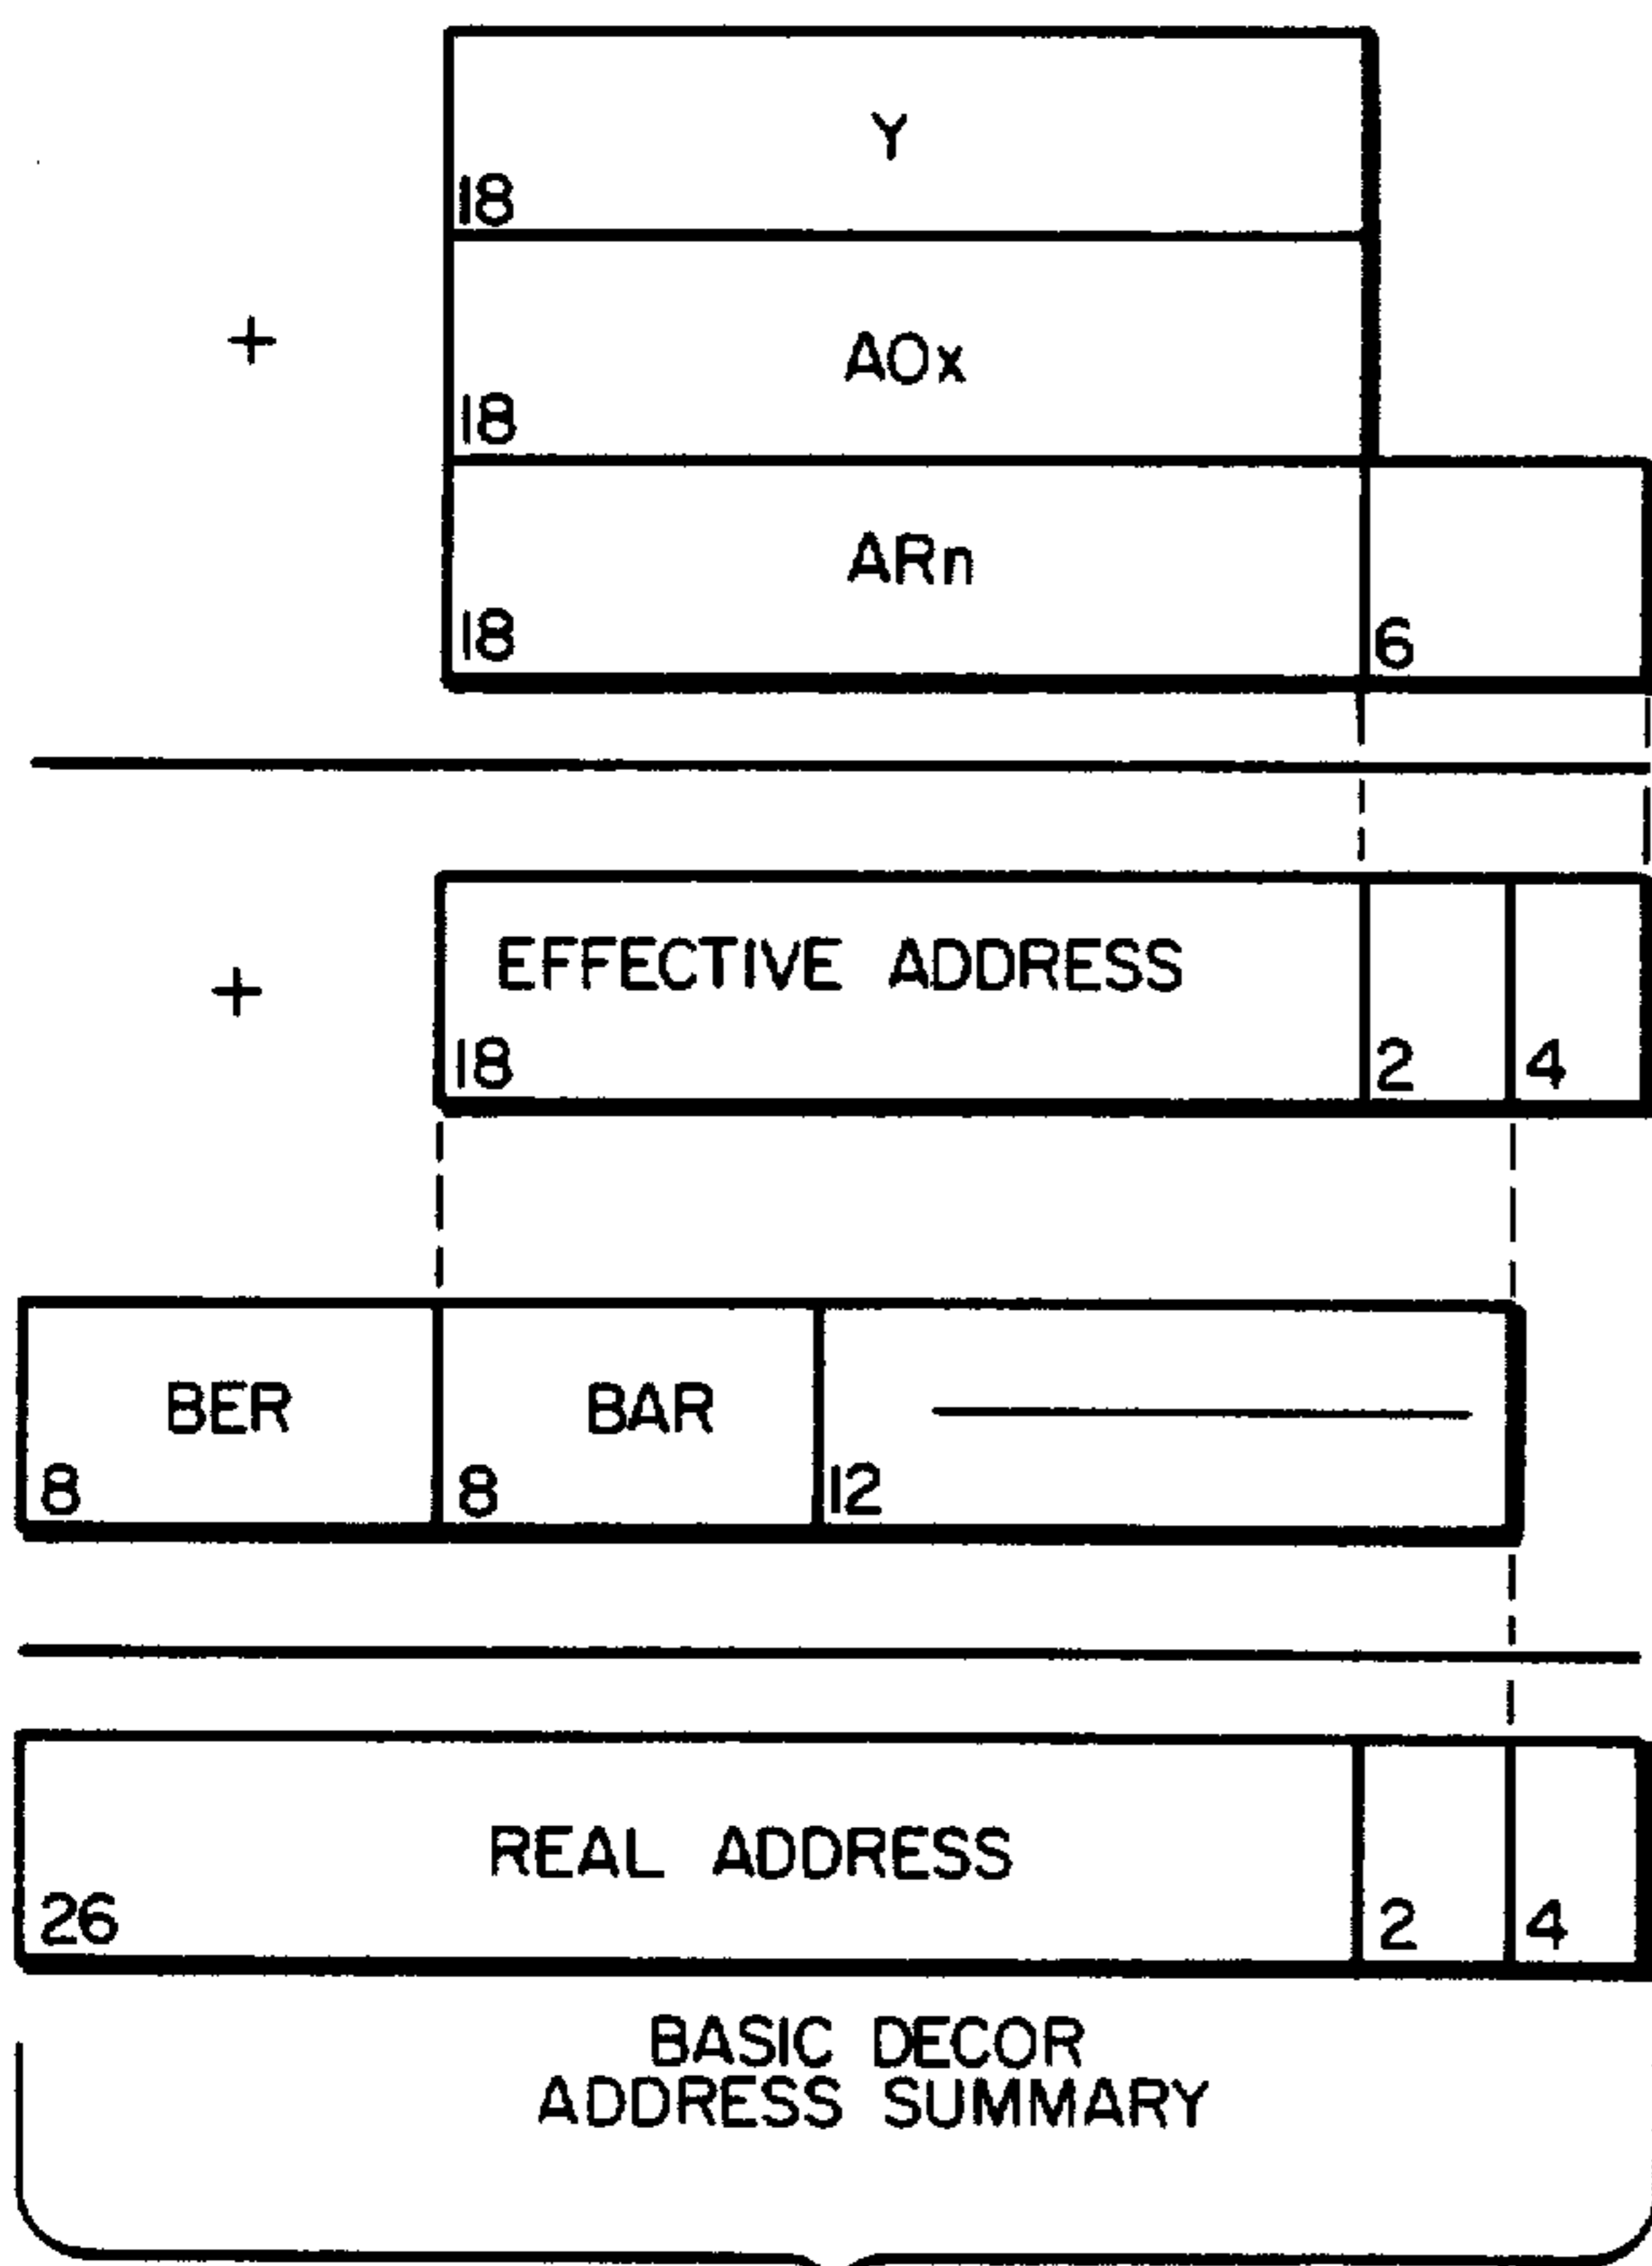 Y
18
+
AOx
18
ARn
18 6
EFFECTIVE ADDRESS
+
18 2 4
BER BAR
8 8 12
REAL ADDRESS
26 2 4
BASIC DECOR
ADDRESS SUMMARY